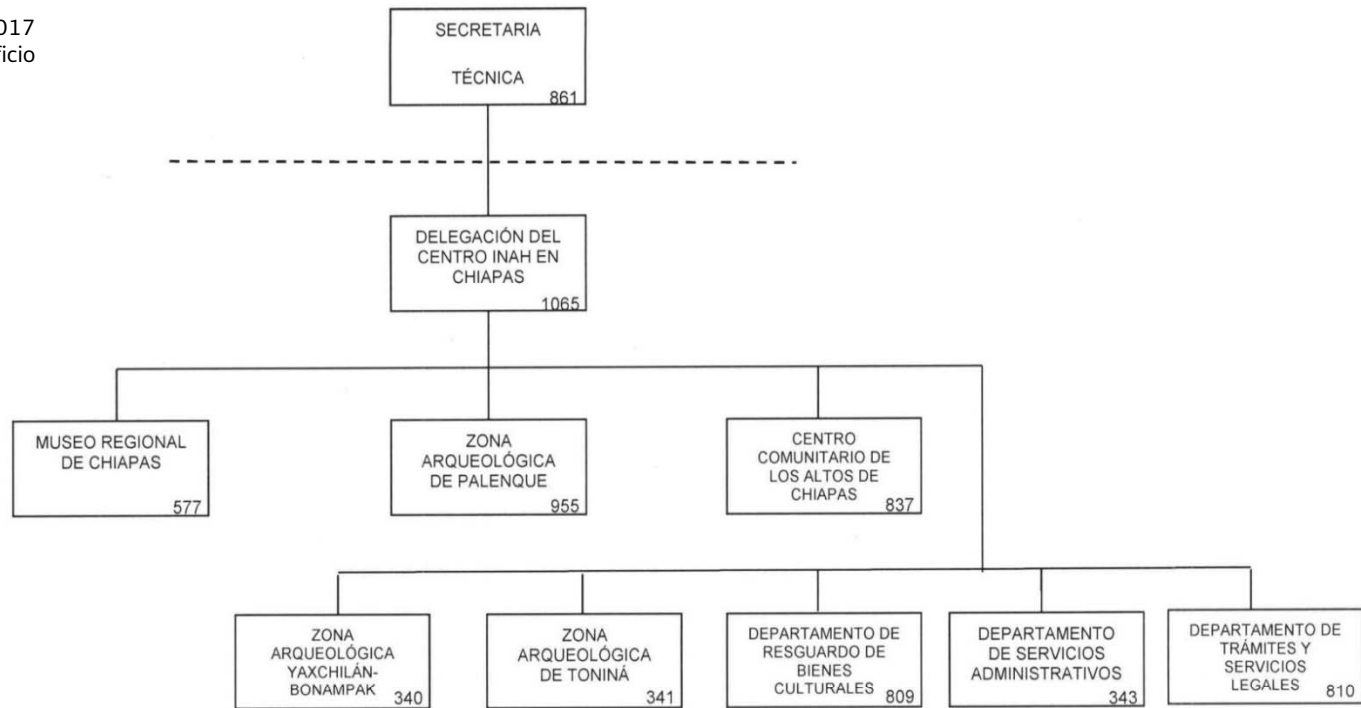 SECRETARIA
TÉCNICA
861
DELEGACIÓN DEL
CENTRO INAH EN
CHIAPAS
1065
MUSEO REGIONAL
DE CHIAPAS
577
ZONA
ARQUEOLÓGICA
DE PALENQUE
955
CENTRO
COMUNITARIO DE
LOS ALTOS DE
CHIAPAS
837
ZONA
ARQUEOLÓGICA
YAXCHILÁN-
BONAMPAK
340
ZONA
ARQUEOLÓGICA
DE TONINÁ
341
DEPARTAMENTO DE
RESGUARDO DE
BIENES
CULTURALES
809
DEPARTAMENTO
DE SERVICIOS
ADMINISTRATIVOS
343
DEPARTAMENTO DE
TRÁMITES Y
SERVICIOS
LEGALES
810